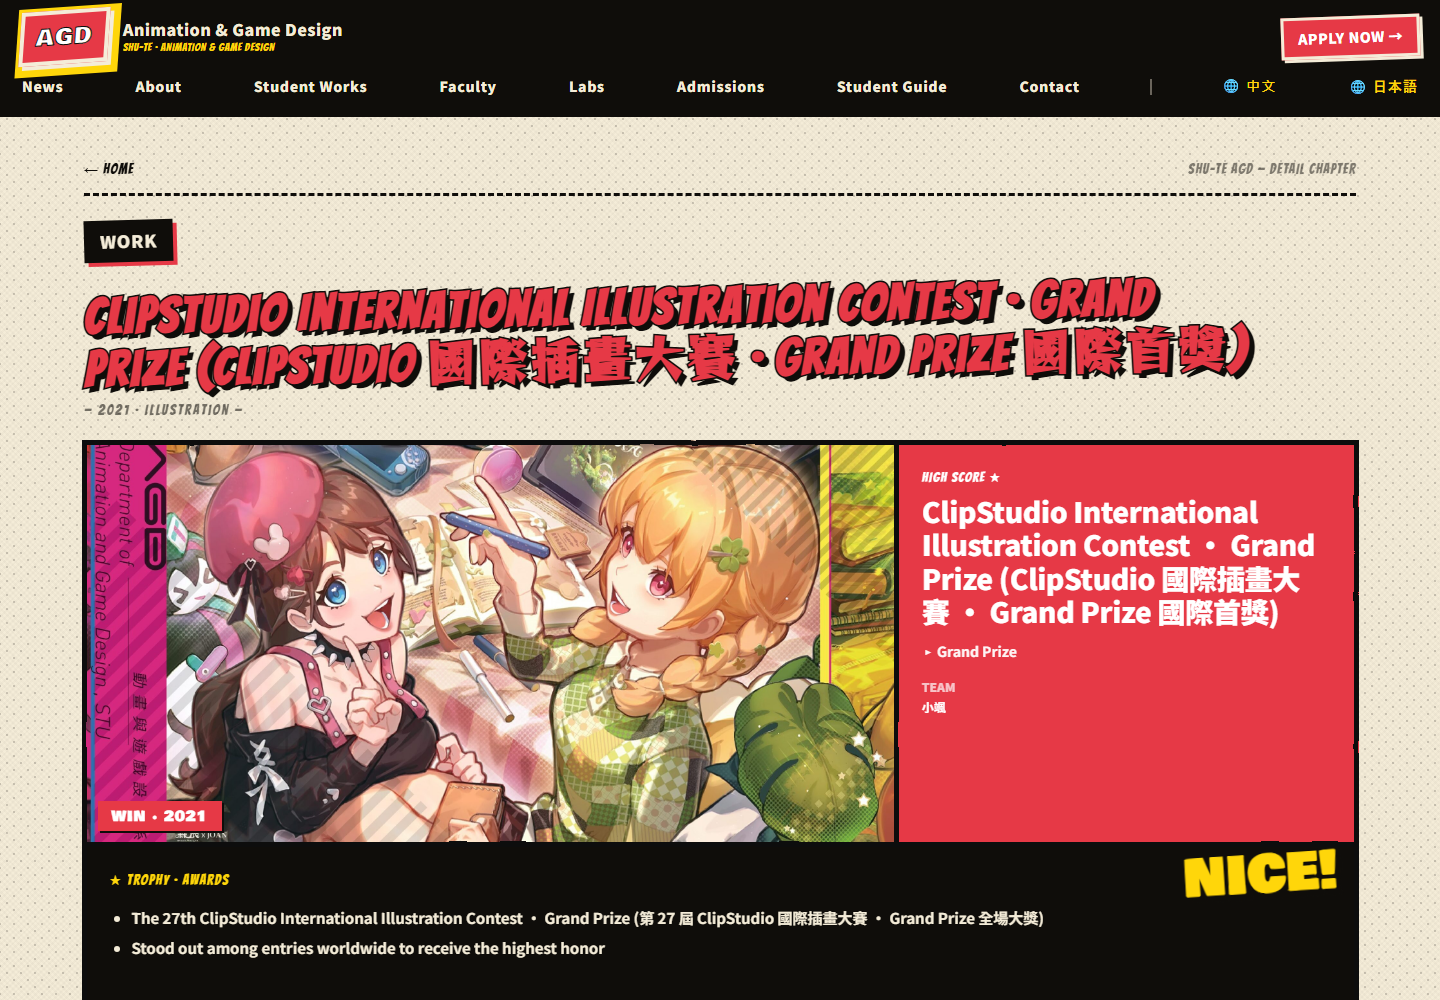 AGD
Animation & Game Design
SHU-TE · ANIMATION & GAME DESIGN
APPLY NOW →
News
About
Student Works
Faculty
Labs
Admissions
Student Guide
Contact
中文
日本語
← HOME
SHU-TE AGD — DETAIL CHAPTER
WORK
CLIPSTUDIO INTERNATIONAL ILLUSTRATION CONTEST · GRAND
PRIZE (CLIPSTUDIO 國際插畫大賽 · GRAND PRIZE 國際首獎)
— 2021 · ILLUSTRATION —
Department of
Animation and Game Design , STU
動畫與遊戲設
WIN · 2021
HIGH SCORE ★
ClipStudio International
Illustration Contest · Grand
Prize (ClipStudio 國際插畫大
賽 · Grand Prize 國際首獎)
▸ Grand Prize
TEAM
小颯
★ TROPHY · AWARDS
NICE!
• The 27th ClipStudio International Illustration Contest · Grand Prize (第 27 屆 ClipStudio 國際插畫大賽 · Grand Prize 全場大獎)
• Stood out among entries worldwide to receive the highest honor